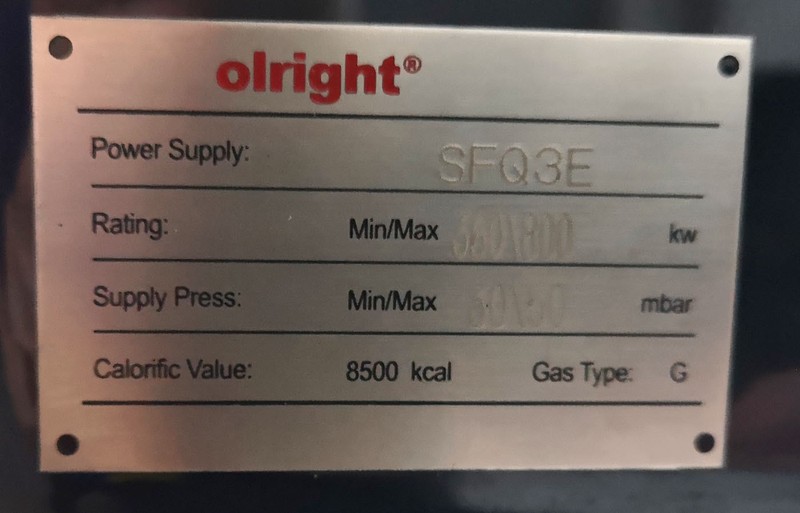 olright®
Power Supply: SFQ3E
Rating: Min/Max kw
Supply Press: Min/Max mbar
Calorific Value: 8500 kcal Gas Type: G